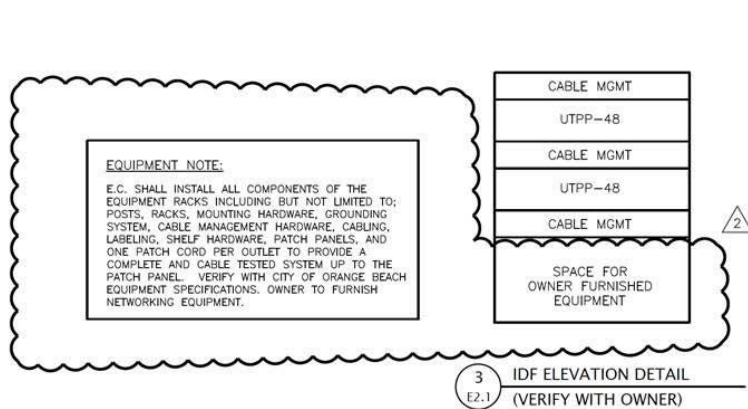 EQUIPMENT NOTE:
E.C. SHALL INSTALL ALL COMPONENTS OF THE
EQUIPMENT RACKS INCLUDING BUT NOT LIMITED TO;
POSTS, RACKS, MOUNTING HARDWARE, GROUNDING
SYSTEM, CABLE MANAGEMENT HARDWARE, CABLING,
LABELING, SHELF HARDWARE, PATCH PANELS, AND
ONE PATCH CORD PER OUTLET TO PROVIDE A
COMPLETE AND CABLE TESTED SYSTEM UP TO THE
PATCH PANEL. VERIFY WITH CITY OF ORANGE BEACH
EQUIPMENT SPECIFICATIONS. OWNER TO FURNISH
NETWORKING EQUIPMENT.
CABLE MGMT
UTPP-48
CABLE MGMT
UTPP-48
CABLE MGMT
SPACE FOR
OWNER FURNISHED
EQUIPMENT
2
3
E2.1
IDF ELEVATION DETAIL
(VERIFY WITH OWNER)